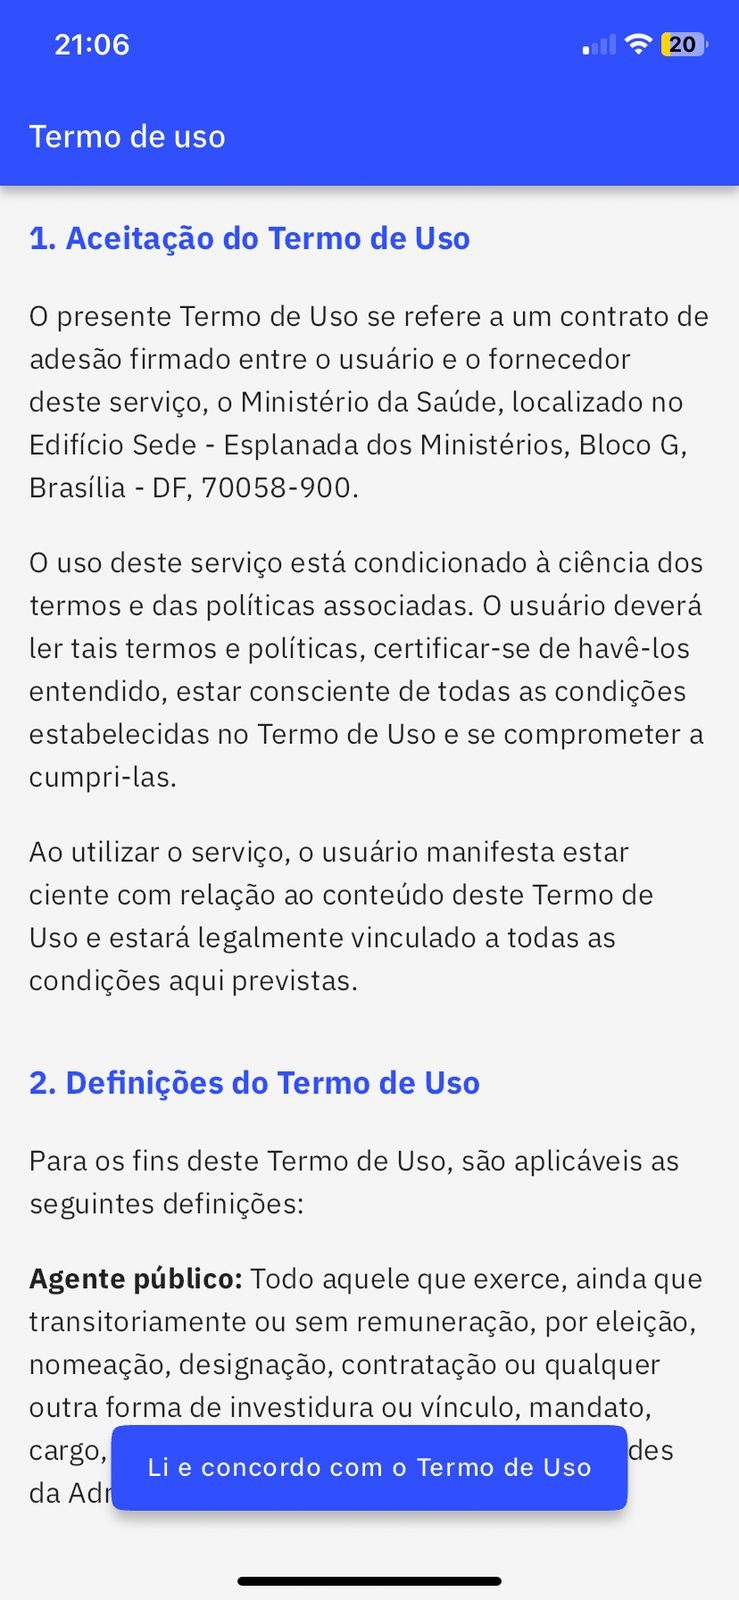 21:06
20
Termo de uso
1. Aceitação do Termo de Uso
O presente Termo de Uso se refere a um contrato de
adesão firmado entre o usuário e o fornecedor
deste serviço, o Ministério da Saúde, localizado no
Edifício Sede - Esplanada dos Ministérios, Bloco G,
Brasília - DF, 70058-900.
O uso deste serviço está condicionado à ciência dos
termos e das políticas associadas. O usuário deverá
ler tais termos e políticas, certificar-se de havê-los
entendido, estar consciente de todas as condições
estabelecidas no Termo de Uso e se comprometer a
cumpri-las.
Ao utilizar o serviço, o usuário manifesta estar
ciente com relação ao conteúdo deste Termo de
Uso e estará legalmente vinculado a todas as
condições aqui previstas.
2. Definições do Termo de Uso
Para os fins deste Termo de Uso, são aplicáveis as
seguintes definições:
Agente público: Todo aquele que exerce, ainda que
transitoriamente ou sem remuneração, por eleição,
nomeação, designação, contratação ou qualquer
outra forma de investidura ou vínculo, mandato,
cargo,
da
Li e concordo com o Termo de Uso